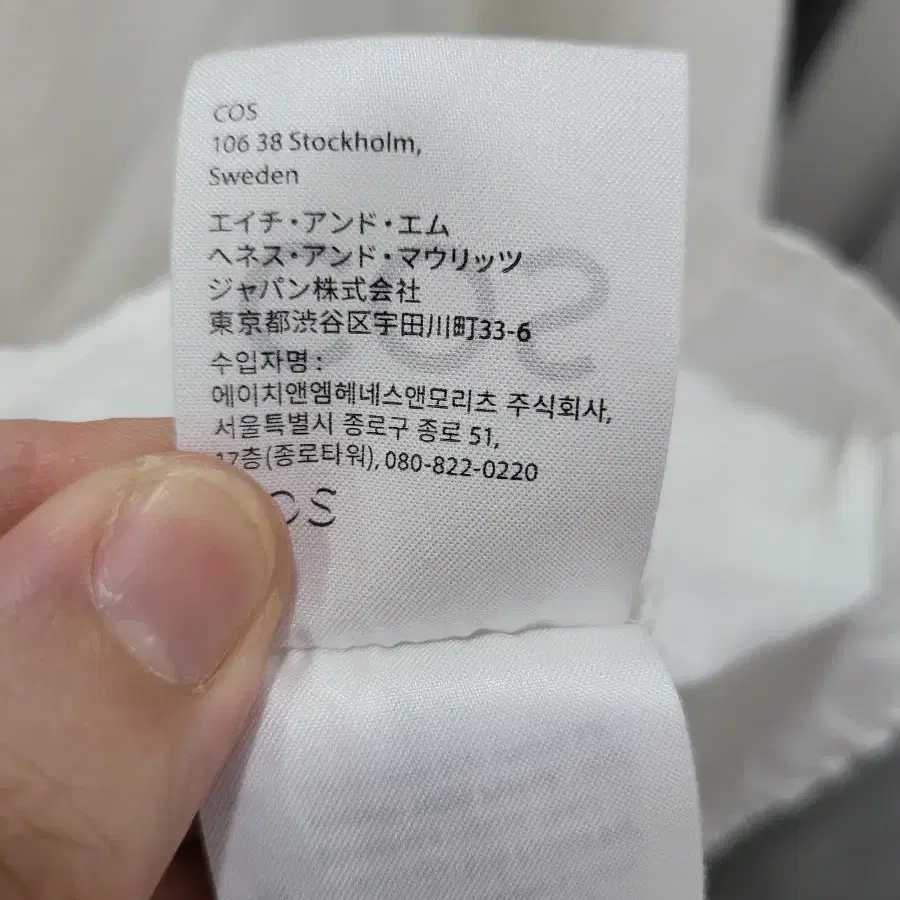 COS
106 38 Stockholm,
Sweden
エイチ・アンド・エム
ヘネス・アンド・マウリッツ
ジャパン株式会社
東京都渋谷区宇田川町33-6
수입자명 :
에이치앤엠헤네스앤모리츠 주식회사,
서울특별시 종로구 종로 51,
17층(종로타워), 080-822-0220